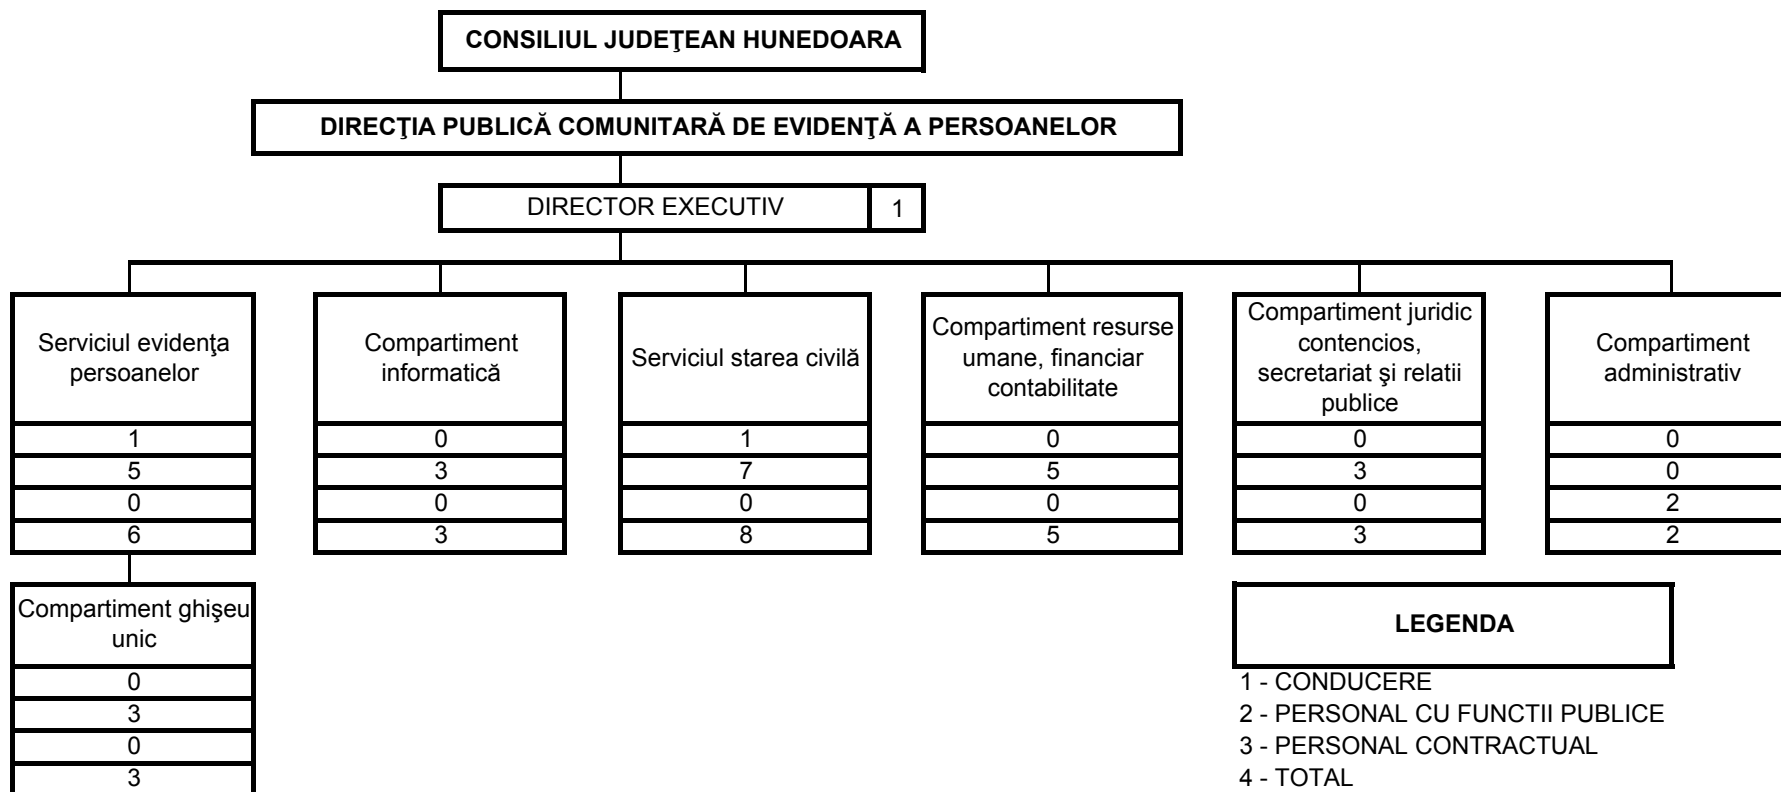 CONSILIUL JUDEŢEAN HUNEDOARA
DIRECŢIA PUBLICĂ COMUNITARĂ DE EVIDENŢĂ A PERSOANELOR
DIRECTOR EXECUTIV 1
Serviciul evidenţa
persoanelor
1
5
0
6
Compartiment
informatică
0
3
0
3
Serviciul starea civilă
1
7
0
8
Compartiment resurse
umane, financiar
contabilitate
0
5
0
5
Compartiment juridic
contencios,
secretariat şi relatii
publice
0
3
0
3
Compartiment
administrativ
0
0
2
2
Compartiment ghişeu
unic
0
3
0
3
LEGENDA
1 - CONDUCERE
2 - PERSONAL CU FUNCTII PUBLICE
3 - PERSONAL CONTRACTUAL
4 - TOTAL